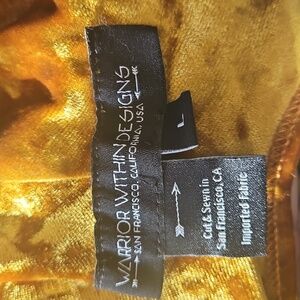 WARRIOR WITHIN DESIGNS
SAN FRANCISCO, CALIFORNIA, USA
L
Cut & Sewn in
San Francisco, CA
Imported Fabric